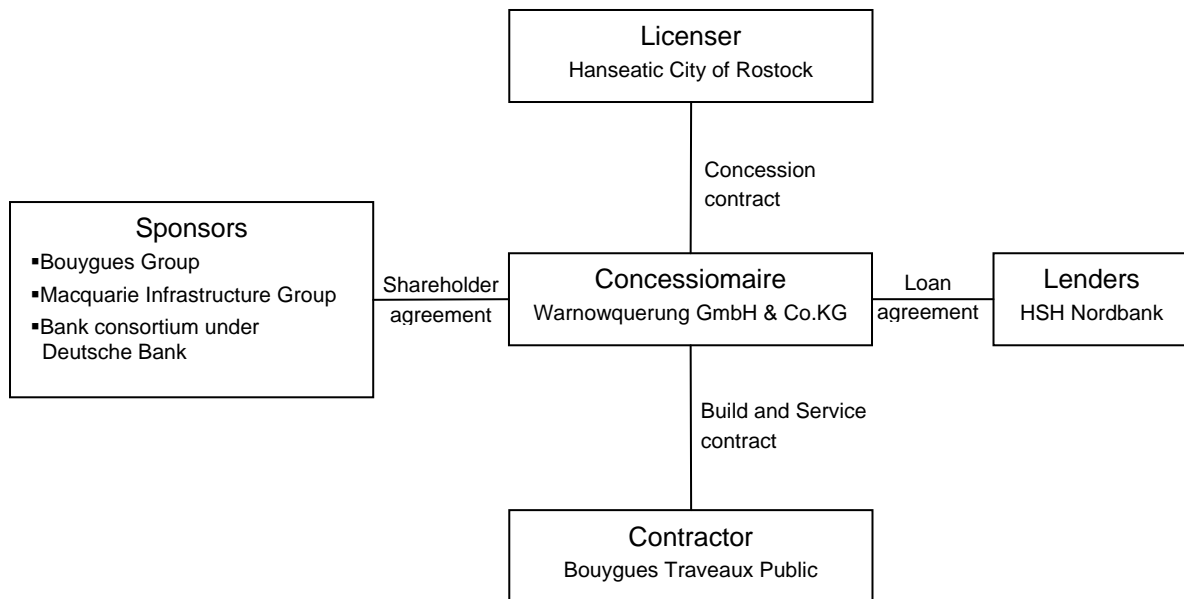 Licenser
Hanseatic City of Rostock
Concession
contract
Sponsors
▪Bouygues Group
▪Macquarie Infrastructure Group
▪Bank consortium under
Deutsche Bank
Shareholder
agreement
Concessiomaire
Warnowquerung GmbH & Co.KG
Loan
agreement
Lenders
HSH Nordbank
Build and Service
contract
Contractor
Bouygues Traveaux Public